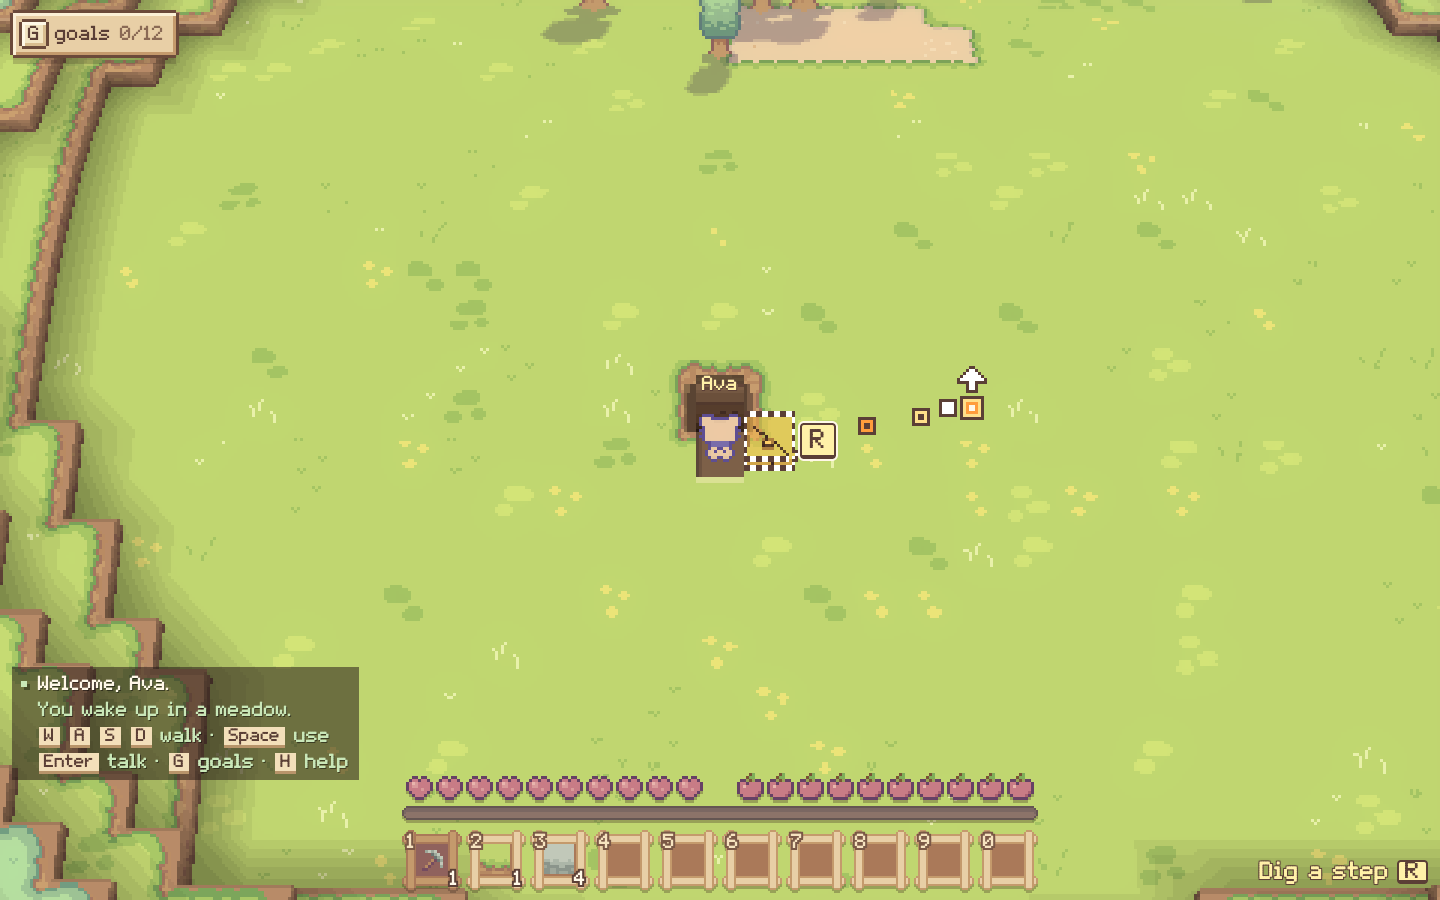 G goals 0/12
Ava
R
Welcome, Ava.
You wake up in a meadow.
W A S D walk · Space use
Enter talk · G goals · H help
1 2 3 4 5 6 7 8 9 0
1 1 4
Dig a step R